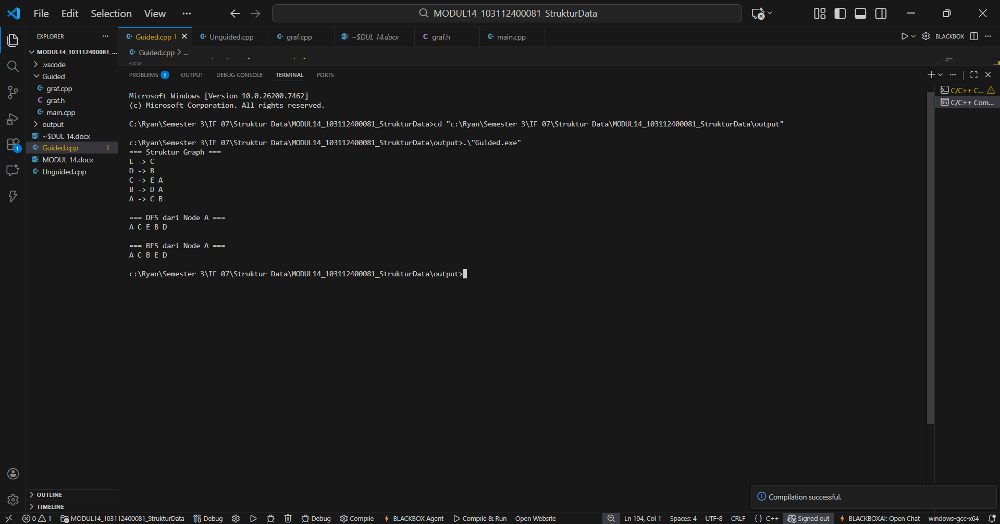 File Edit Selection View ··· MODUL14_103112400081_StrukturData
EXPLORER ···
Guided.cpp 1 Unguided.cpp graf.cpp ~$DUL 14.docx graf.h main.cpp BLACKBOX ···
MODUL14_103112400081_...
Guided.cpp > ...
.vscode
158
Guided
graf.cpp
graf.h
main.cpp
output
~$DUL 14.docx
Guided.cpp 1
MODUL 14.docx
Unguided.cpp
PROBLEMS 1 OUTPUT DEBUG CONSOLE TERMINAL PORTS
Microsoft Windows [Version 10.0.26200.7462]
(c) Microsoft Corporation. All rights reserved.
C:\Ryan\Semester 3\IF 07\Struktur Data\MODUL14_103112400081_StrukturData>cd "c:\Ryan\Semester 3\IF 07\Struktur Data\MODUL14_103112400081_StrukturData\output"
c:\Ryan\Semester 3\IF 07\Struktur Data\MODUL14_103112400081_StrukturData\output>.\"Guided.exe"
=== Struktur Graph ===
E -> C
D -> B
C -> E A
B -> D A
A -> C B
=== DFS dari Node A ===
A C E B D
=== BFS dari Node A ===
A C B E D
c:\Ryan\Semester 3\IF 07\Struktur Data\MODUL14_103112400081_StrukturData\output>
C/C++ C...
C/C++ Com...
1
OUTLINE
TIMELINE
Compilation successful.
0 1 MODUL14_103112400081_StrukturData Debug Debug Compile BLACKBOX Agent Compile & Run Open Website Ln 194, Col 1 Spaces: 4 UTF-8 CRLF { } C++ Signed out BLACKBOXAI: Open Chat windows-gcc-x64